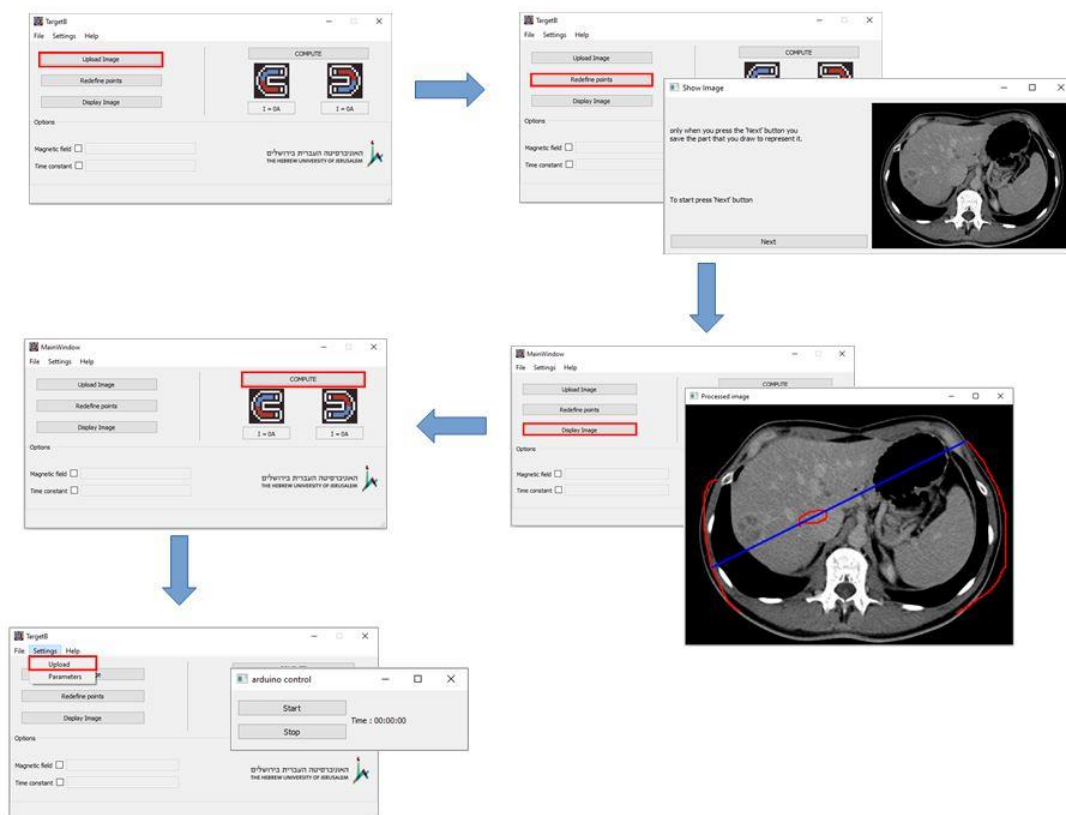 TargetB
File Settings Help
Upload Image
Redefine points
Display Image
COMPUTE
I = 0A
I = 0A
Options
Magnetic field
Time constant
האוניברסיטה העברית בירושלים
THE HEBREW UNIVERSITY OF JERUSALEM
TargetB
File Settings Help
Upload Image
Redefine points
Display Image
COMPUTE
Options
Magnetic field
Time constant
Show Image
only when you press the 'Next' button you
save the part that you draw to represent it.
To start press 'Next' button
Next
MainWindow
File Settings Help
Upload Image
Redefine points
Display Image
COMPUTE
Options
Magnetic field
Time constant
Processed image
MainWindow
File Settings Help
Upload Image
Redefine points
Display Image
COMPUTE
I = 0A
I = 0A
Options
Magnetic field
Time constant
האוניברסיטה העברית בירושלים
THE HEBREW UNIVERSITY OF JERUSALEM
TargetB
File Settings Help
Upload
Parameters
Redefine points
Display Image
Options
Magnetic field
Time constant
האוניברסיטה העברית בירושלים
THE HEBREW UNIVERSITY OF JERUSALEM
arduino control
Start
Stop
Time : 00:00:00